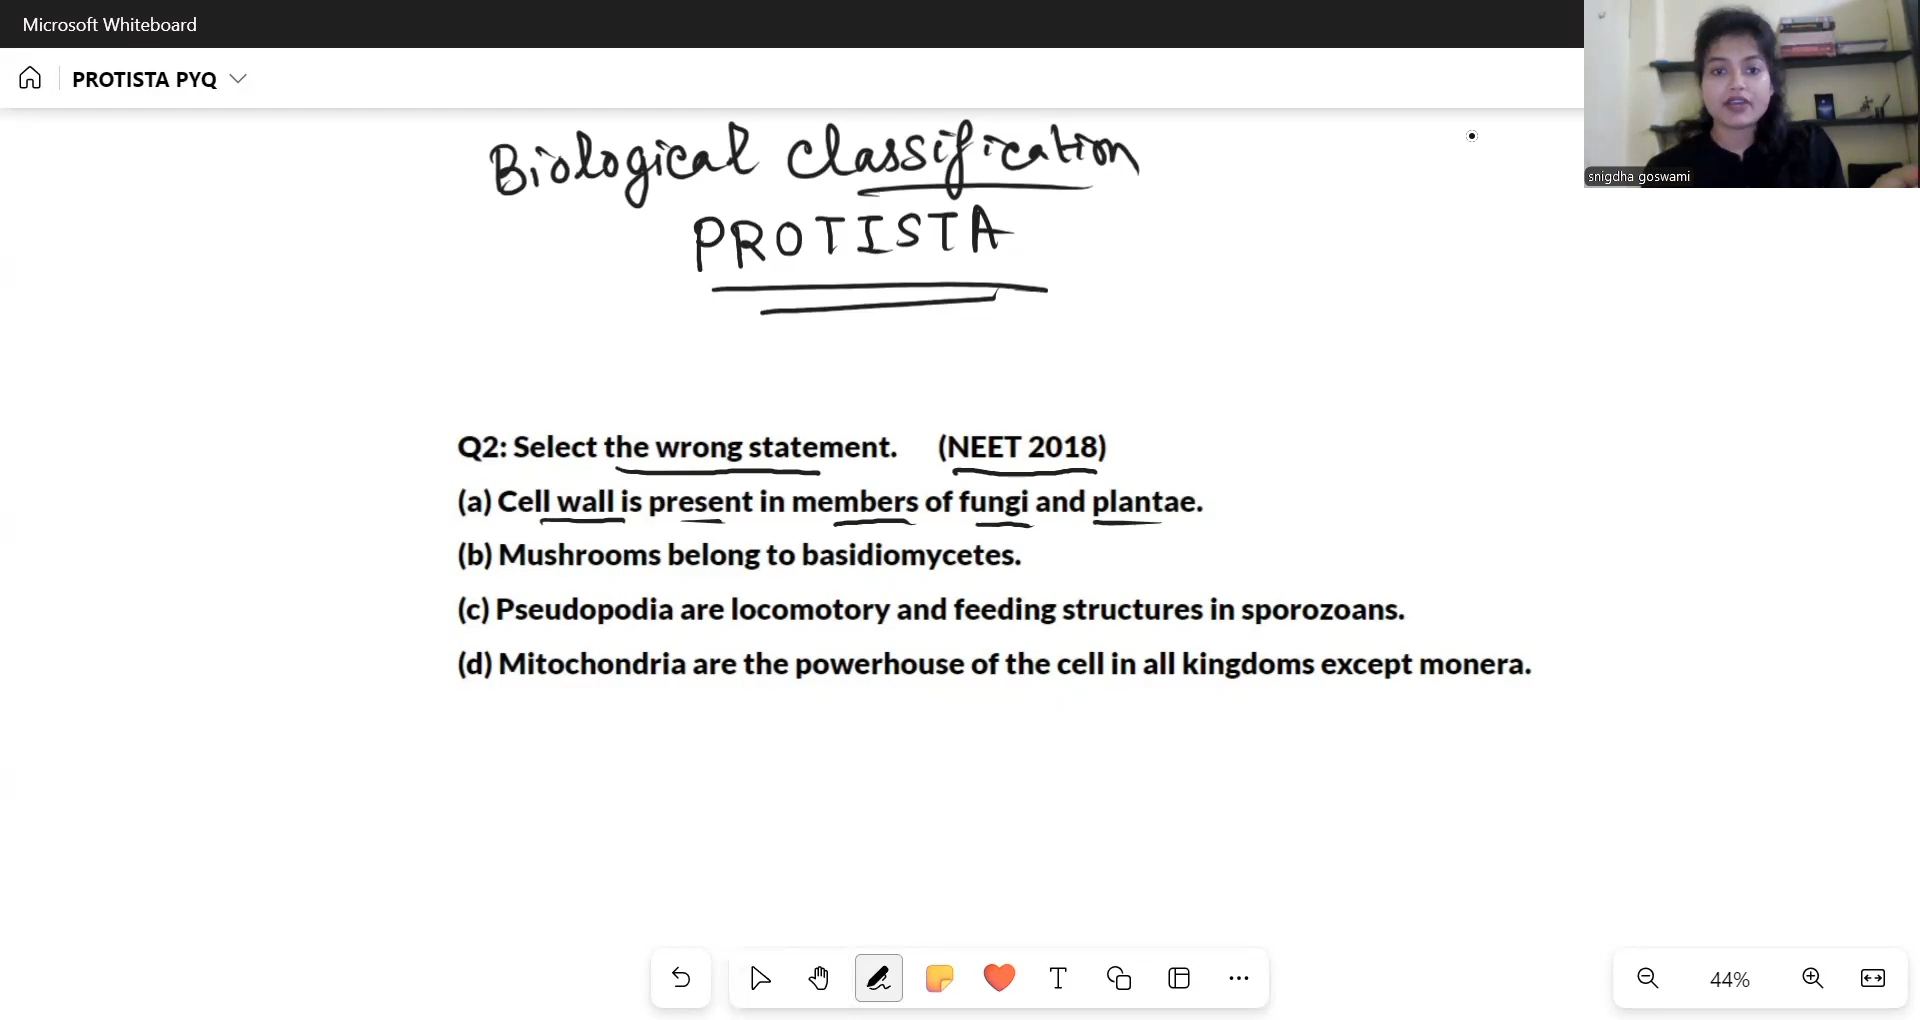 Microsoft Whiteboard
PROTISTA PYQ
snigdha goswami
Biological Classification
PROTISTA
Q2: Select the wrong statement. (NEET 2018)
(a) Cell wall is present in members of fungi and plantae.
(b) Mushrooms belong to basidiomycetes.
(c) Pseudopodia are locomotory and feeding structures in sporozoans.
(d) Mitochondria are the powerhouse of the cell in all kingdoms except monera.
T
44%